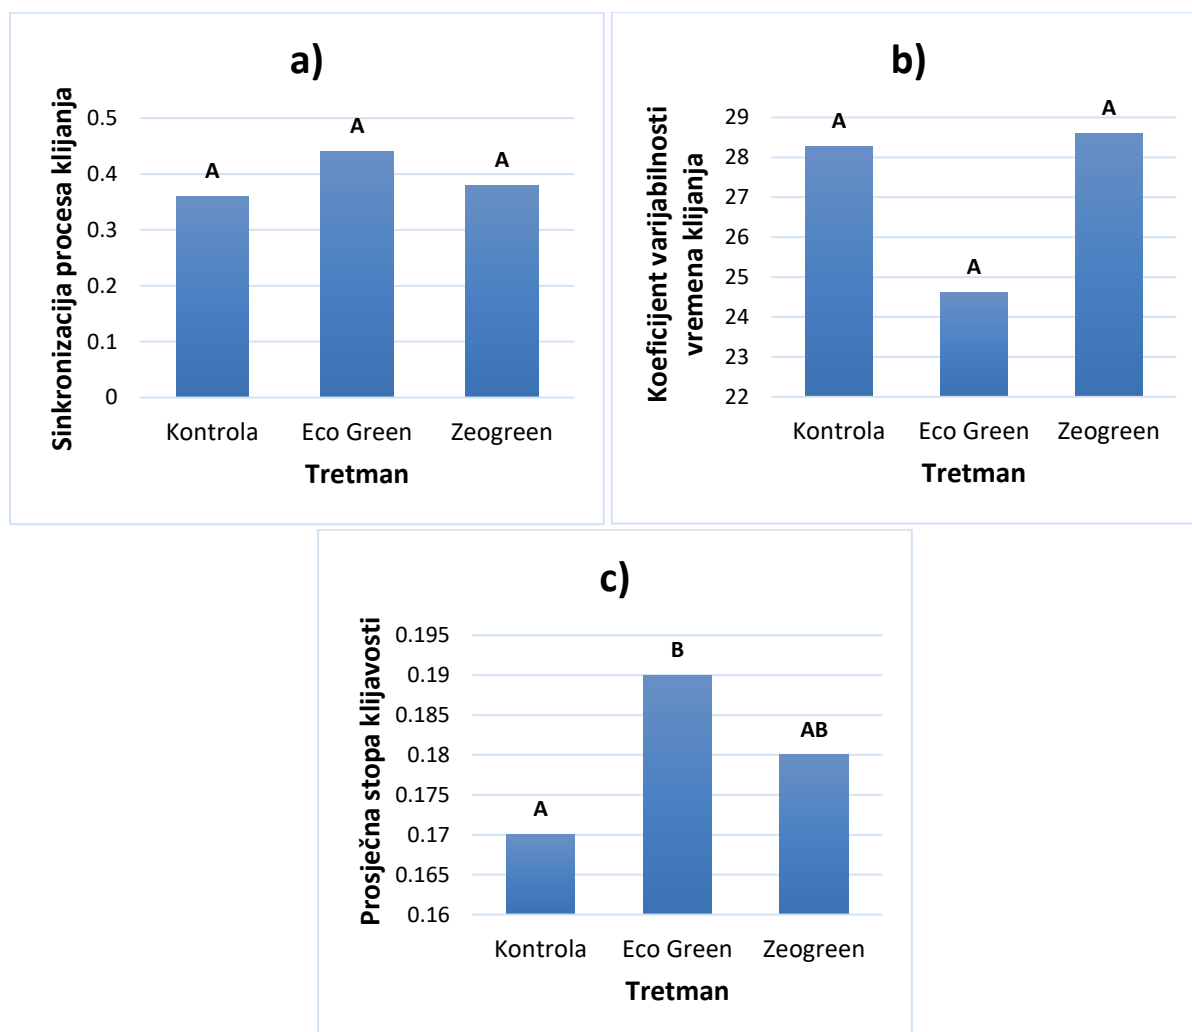 a)
Sinkronizacija procesa klijanja
0.5
0.4
0.3
0.2
0.1
0
A
A
A
Kontrola
Eco Green
Zeogreen
Tretman
b)
Koeficijent varijabilnosti
vremena klijanja
29
28
27
26
25
24
23
22
A
A
A
Kontrola
Eco Green
Zeogreen
Tretman
c)
Prosječna stopa klijavosti
0.195
0.19
0.185
0.18
0.175
0.17
0.165
0.16
A
B
AB
Kontrola
Eco Green
Zeogreen
Tretman